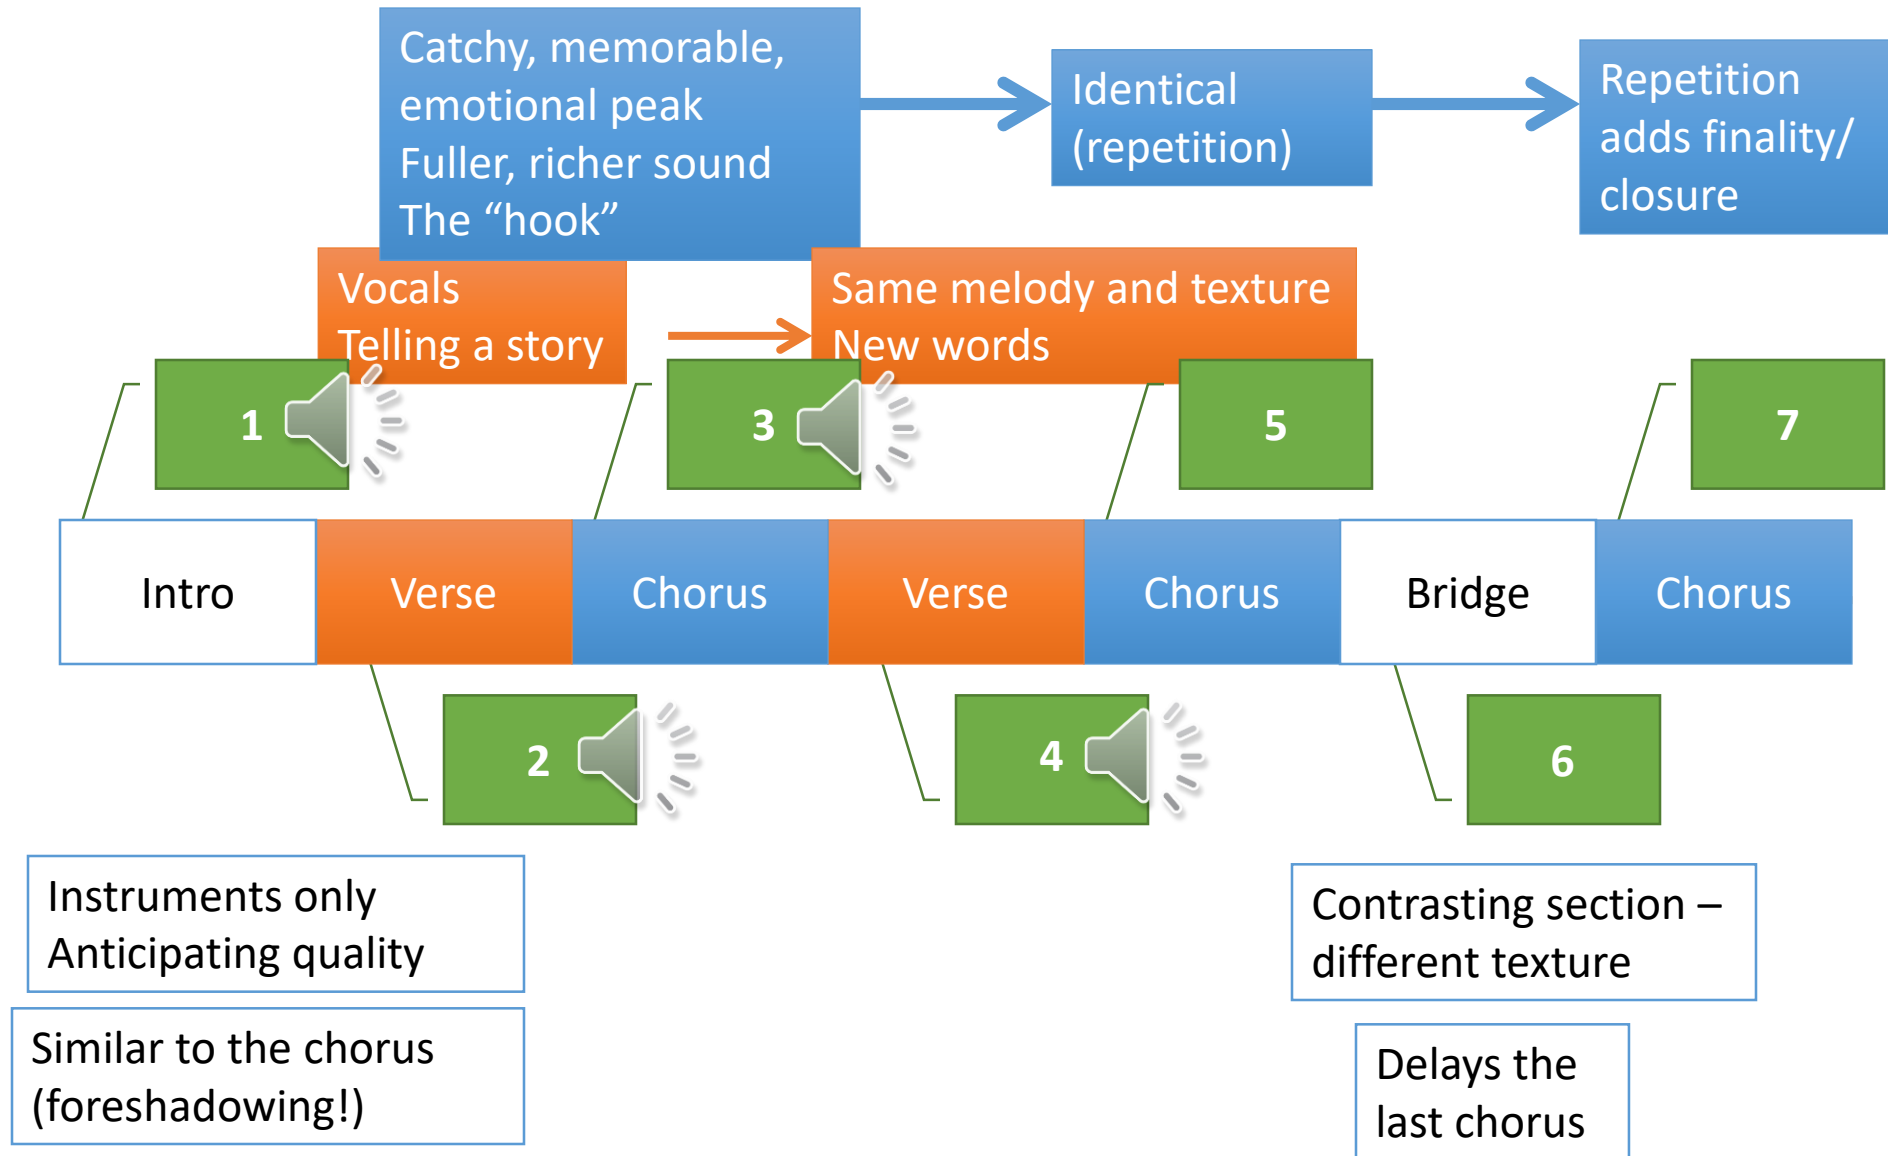 Catchy, memorable,
emotional peak
Fuller, richer sound
The “hook”
Identical
(repetition)
Repetition
adds finality/
closure
Vocals
Telling a story
Same melody and texture
New words
1
3
5
7
Intro
Verse
Chorus
Verse
Chorus
Bridge
Chorus
2
4
6
Instruments only
Anticipating quality
Similar to the chorus
(foreshadowing!)
Contrasting section –
different texture
Delays the
last chorus